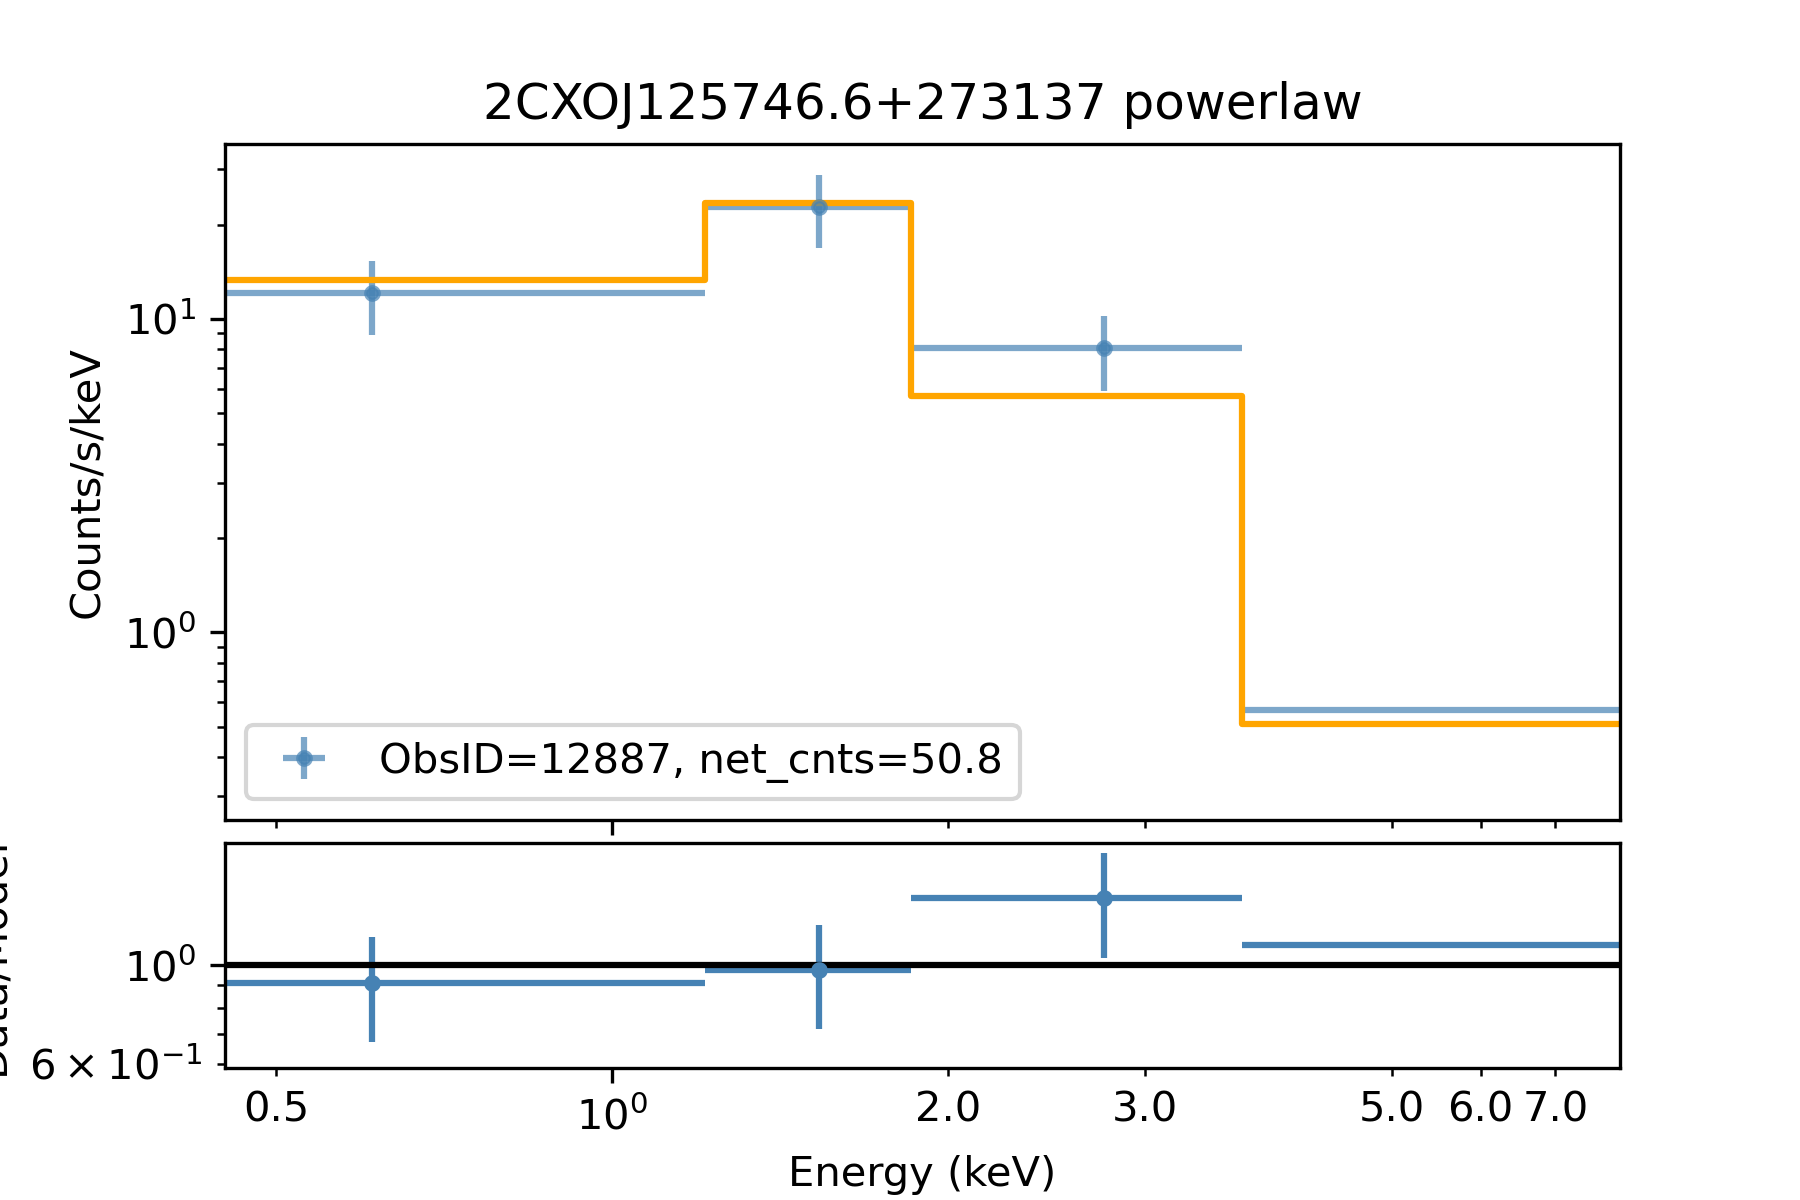 2CXOJ125746.6+273137 powerlaw
Counts/s/keV
10¹
10⁰
ObsID=12887, net_cnts=50.8
10⁰
6 × 10⁻¹
0.5 10⁰ 2.0 3.0 5.0 6.0 7.0
Energy (keV)